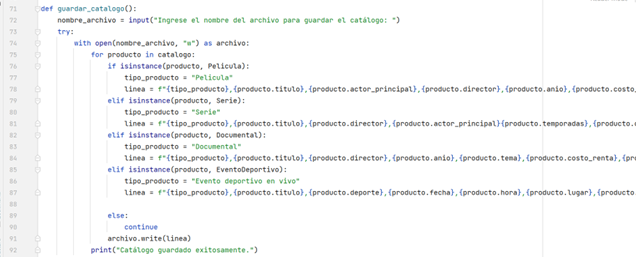 71 def guardar_catalogo():
72 nombre_archivo = input("Ingrese el nombre del archivo para guardar el catálogo: ")
73 try:
74 with open(nombre_archivo, "w") as archivo:
75 for producto in catalogo:
76 if isinstance(producto, Pelicula):
77 tipo_producto = "Película"
78 linea = f"{tipo_producto},{producto.titulo},{producto.actor_principal},{producto.director},{producto.anio},{producto.costo_
79 elif isinstance(producto, Serie):
80 tipo_producto = "Serie"
81 linea = f"{tipo_producto},{producto.titulo},{producto.director},{producto.actor_principal}{producto.temporadas},{producto.c
82 elif isinstance(producto, Documental):
83 tipo_producto = "Documental"
84 linea = f"{tipo_producto},{producto.titulo},{producto.director},{producto.anio},{producto.tema},{producto.costo_renta},{pro
85 elif isinstance(producto, EventoDeportivo):
86 tipo_producto = "Evento deportivo en vivo"
87 linea = f"{tipo_producto},{producto.titulo},{producto.deporte},{producto.fecha},{producto.hora},{producto.lugar},{producto.
88
89 else:
90 continue
91 archivo.write(linea)
92 print("Catálogo guardado exitosamente.")